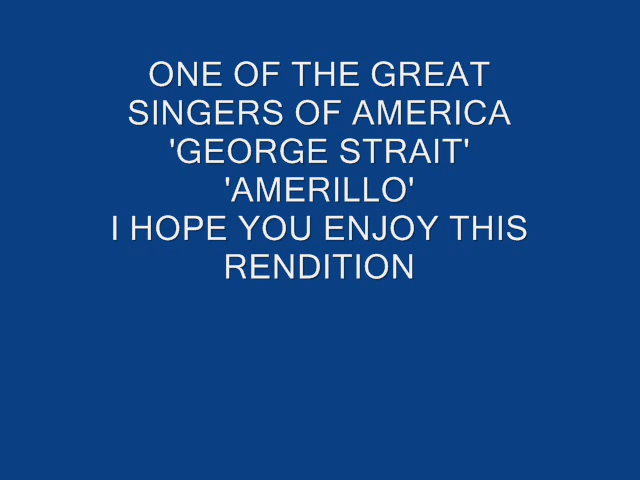 ONE OF THE GREAT
SINGERS OF AMERICA
'GEORGE STRAIT'
'AMERILLO'
I HOPE YOU ENJOY THIS
RENDITION